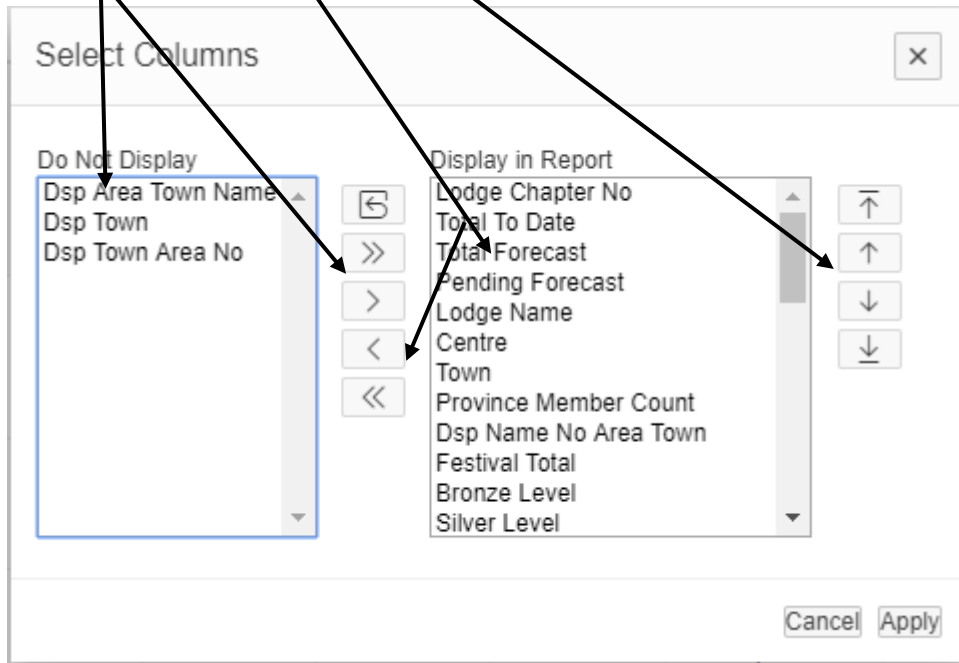 Select Columns
Do Not Display
Dsp Area Town Name
Dsp Town
Dsp Town Area No
Display in Report
Lodge Chapter No
Total To Date
Total Forecast
Pending Forecast
Lodge Name
Centre
Town
Province Member Count
Dsp Name No Area Town
Festival Total
Bronze Level
Silver Level
Cancel Apply